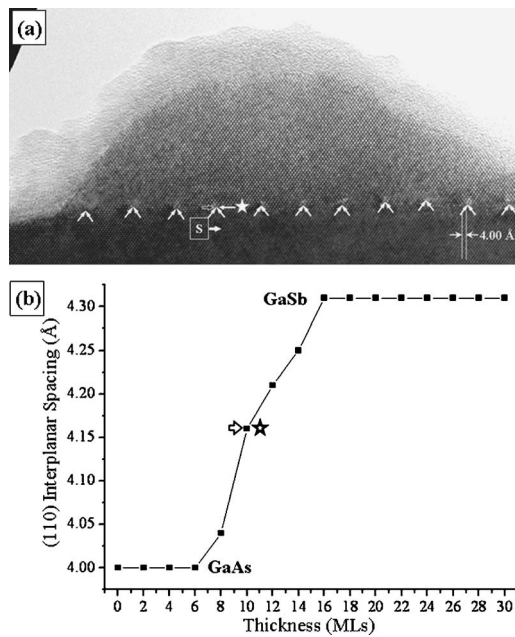 (a)
S
4.00 Å
(b)
(110) Interplanar Spacing (Å)
4.30
4.25
4.20
4.15
4.10
4.05
4.00
GaSb
GaAs
0 2 4 6 8 10 12 14 16 18 20 22 24 26 28 30
Thickness (MLs)